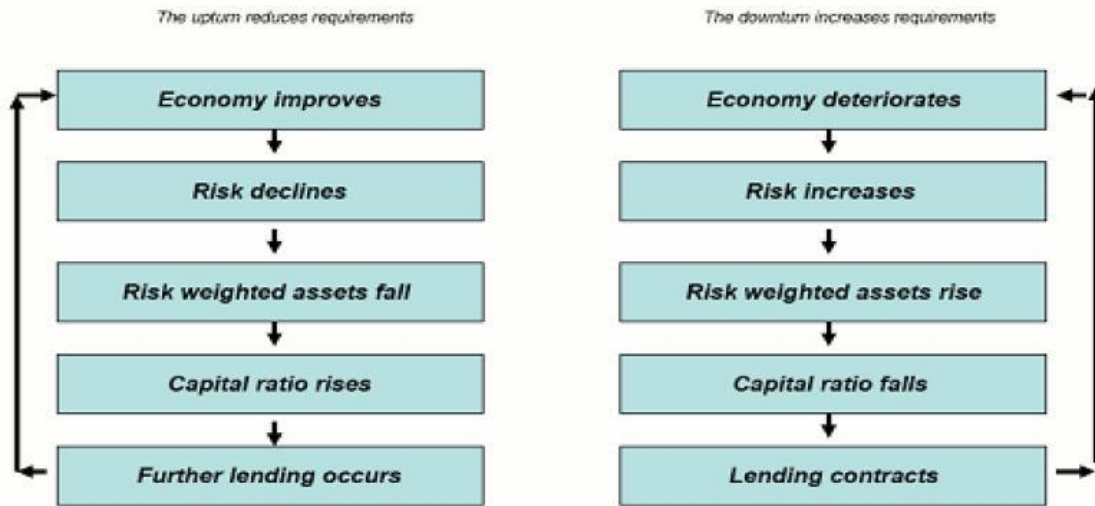 The upturn reduces requirements
Economy improves
Risk declines
Risk weighted assets fall
Capital ratio rises
Further lending occurs
The downturn increases requirements
Economy deteriorates
Risk increases
Risk weighted assets rise
Capital ratio falls
Lending contracts